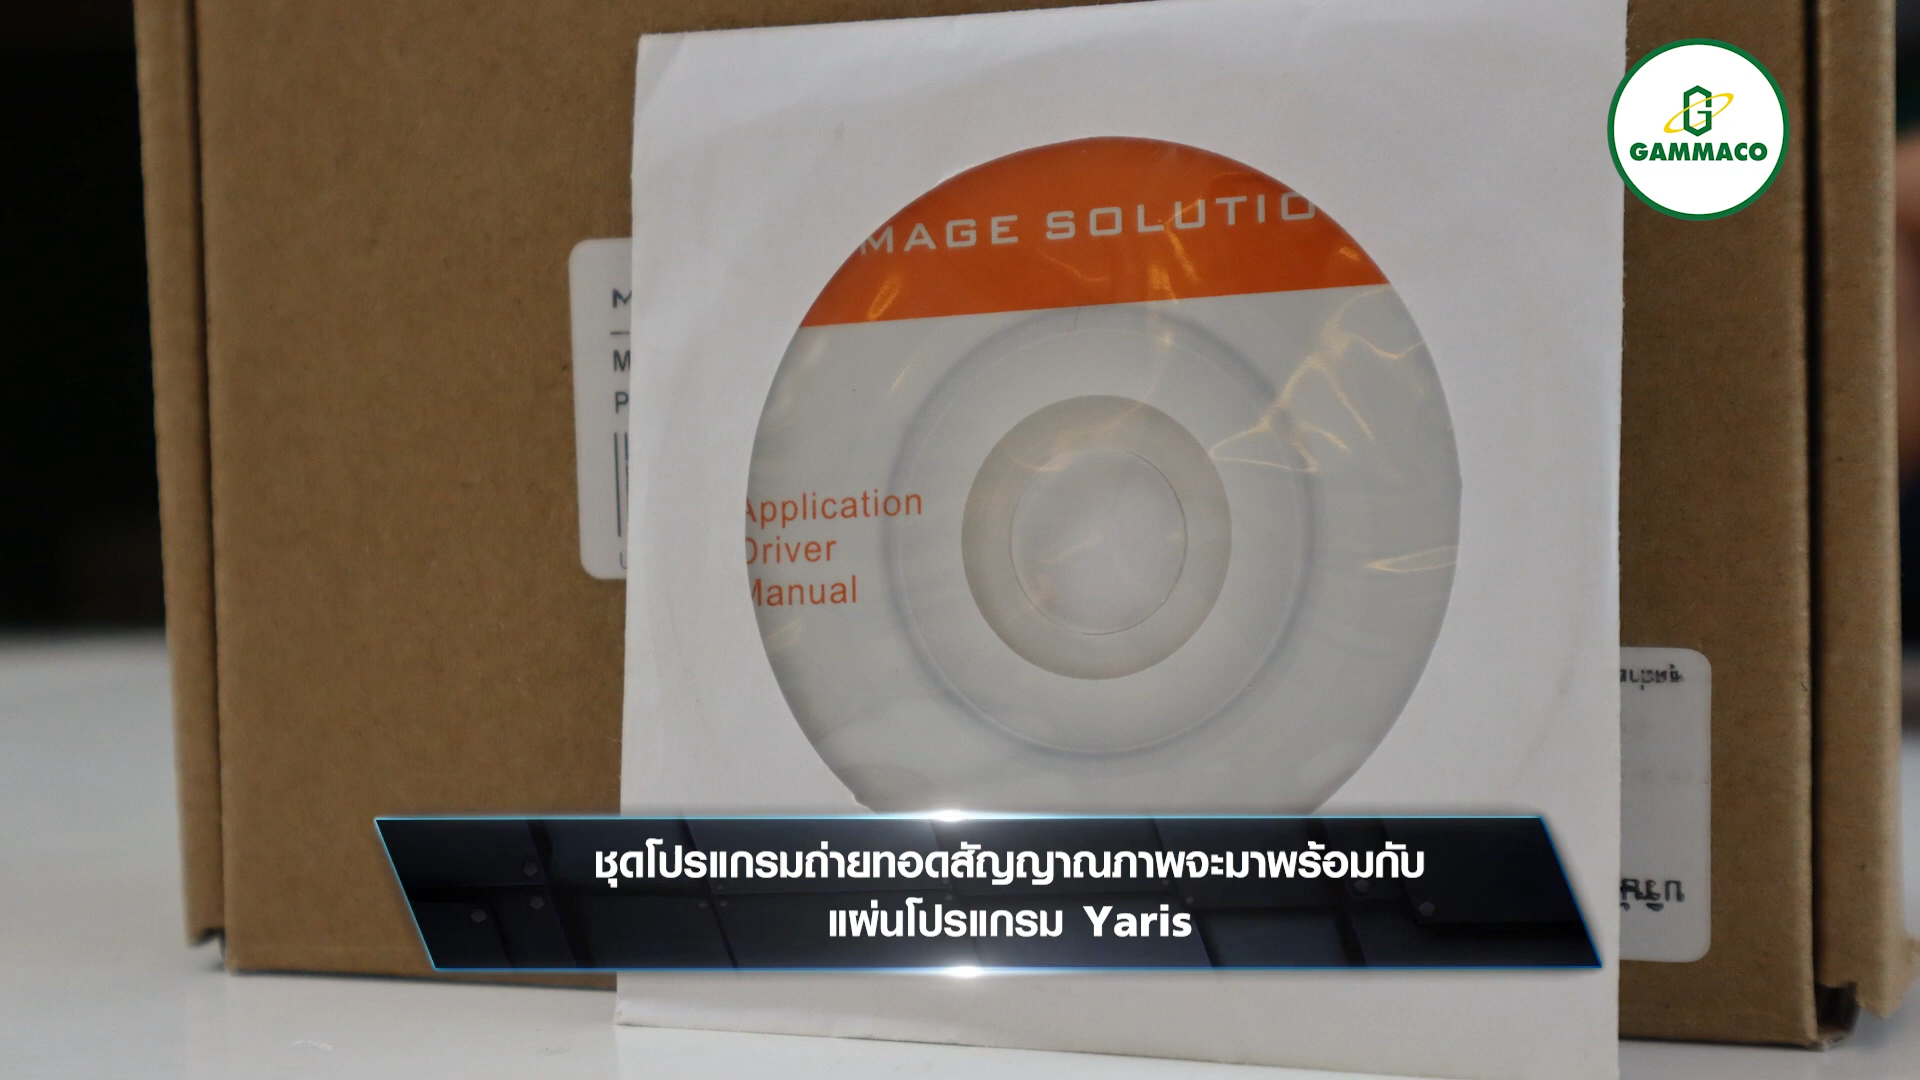 GAMMACO
MAGE SOLUTIO
M
M
P
Application
Driver
Manual
ชุดโปรแกรมถ่ายทอดสัญญาณภาพจะมาพร้อมกับ
แผ่นโปรแกรม Yaris